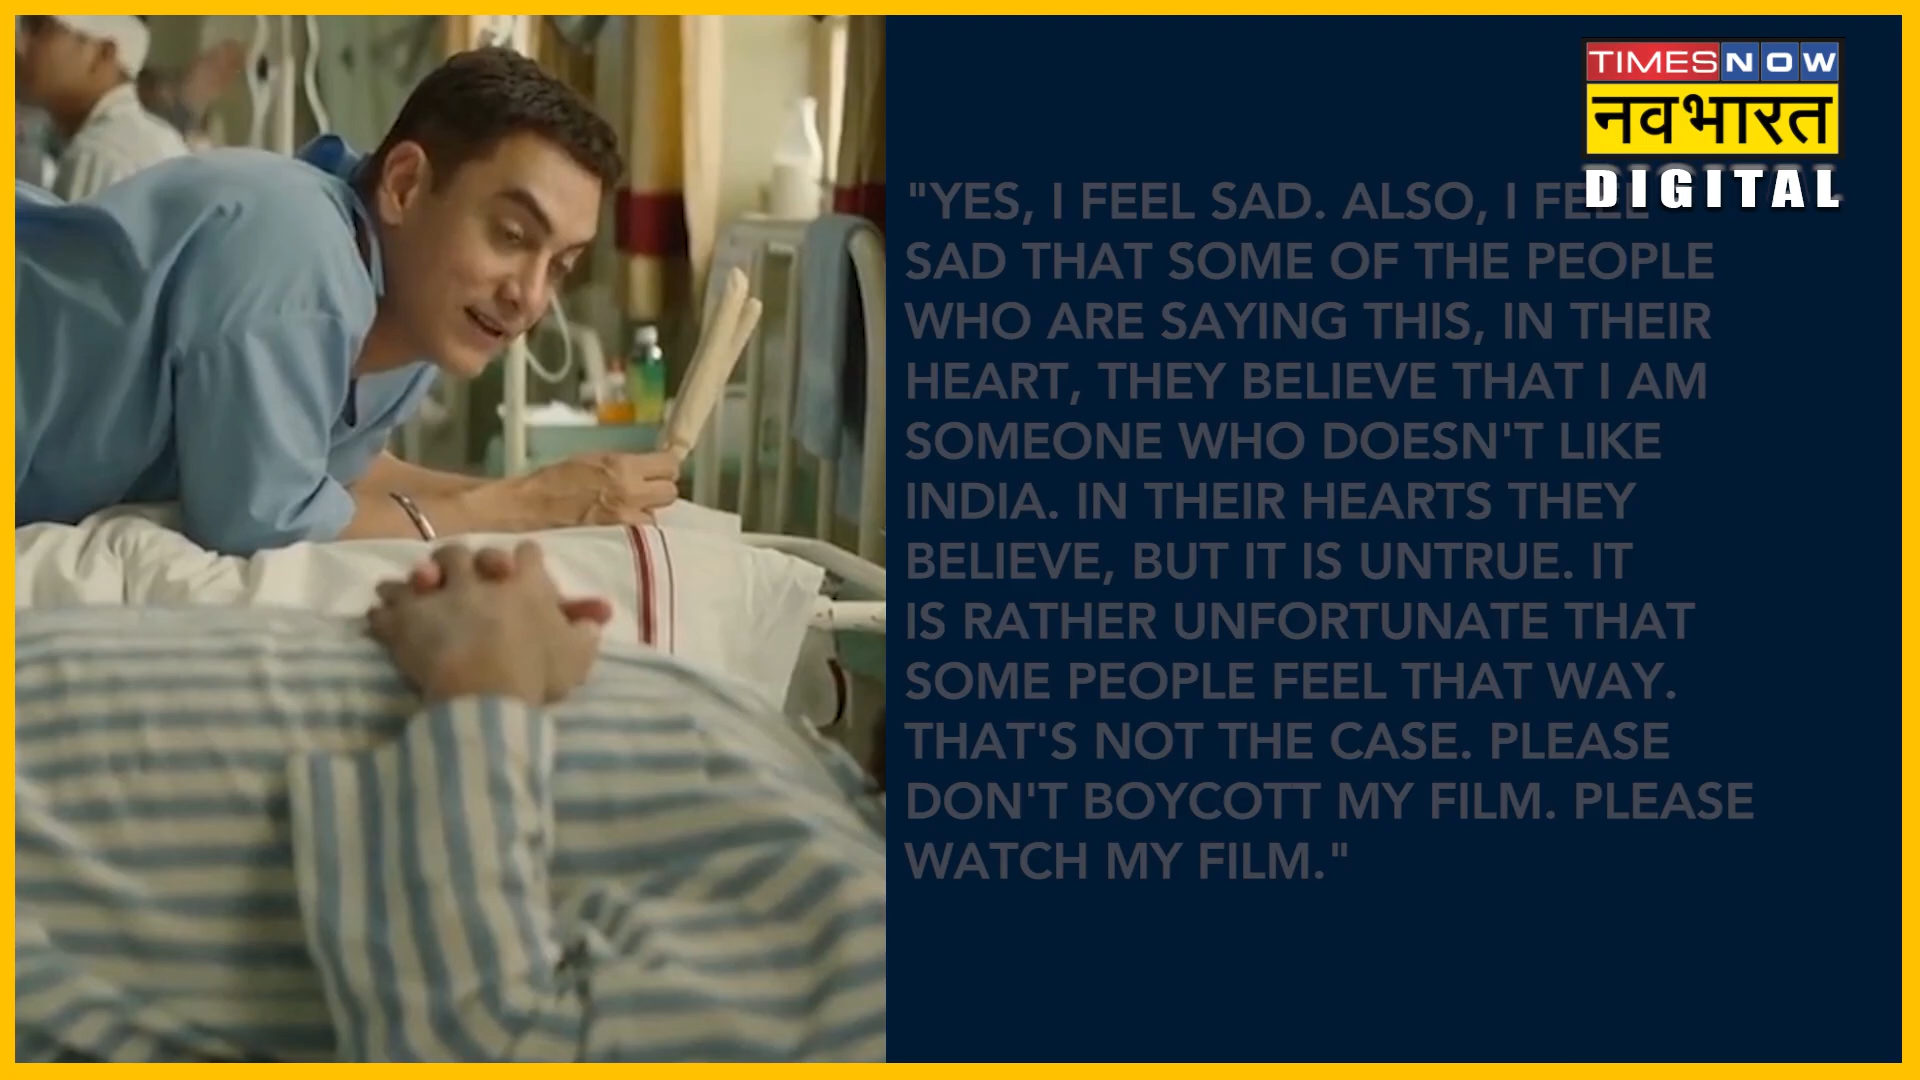 TIMES NOW
नवभारत
DIGITAL
"YES, I FEEL SAD. ALSO, I FEEL
SAD THAT SOME OF THE PEOPLE
WHO ARE SAYING THIS, IN THEIR
HEART, THEY BELIEVE THAT I AM
SOMEONE WHO DOESN'T LIKE
INDIA. IN THEIR HEARTS THEY
BELIEVE, BUT IT IS UNTRUE. IT
IS RATHER UNFORTUNATE THAT
SOME PEOPLE FEEL THAT WAY.
THAT'S NOT THE CASE. PLEASE
DON'T BOYCOTT MY FILM. PLEASE
WATCH MY FILM."